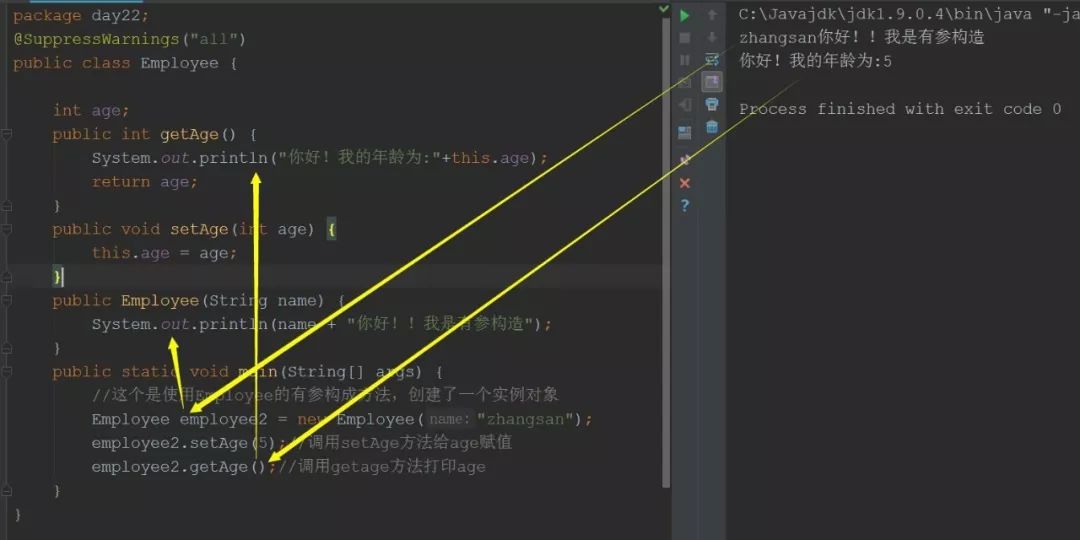 package day22;
@SuppressWarnings("all")
public class Employee {
int age;
public int getAge() {
System.out.println("你好！我的年龄为:"+this.age);
return age;
}
public void setAge(int age) {
this.age = age;
}
public Employee(String name) {
System.out.println(name + "你好！！我是有参构造");
}
public static void main(String[] args) {
//这个是使用Employee的有参构成方法，创建了一个实例对象
Employee employee2 = new Employee( name: "zhangsan");
employee2.setAge(5);//调用setAge方法给age赋值
employee2.getAge();//调用getage方法打印age
}
}
C:\Javajdk\jdk1.9.0.4\bin\java "-ja
zhangsan你好！！我是有参构造
你好！我的年龄为:5
Process finished with exit code 0